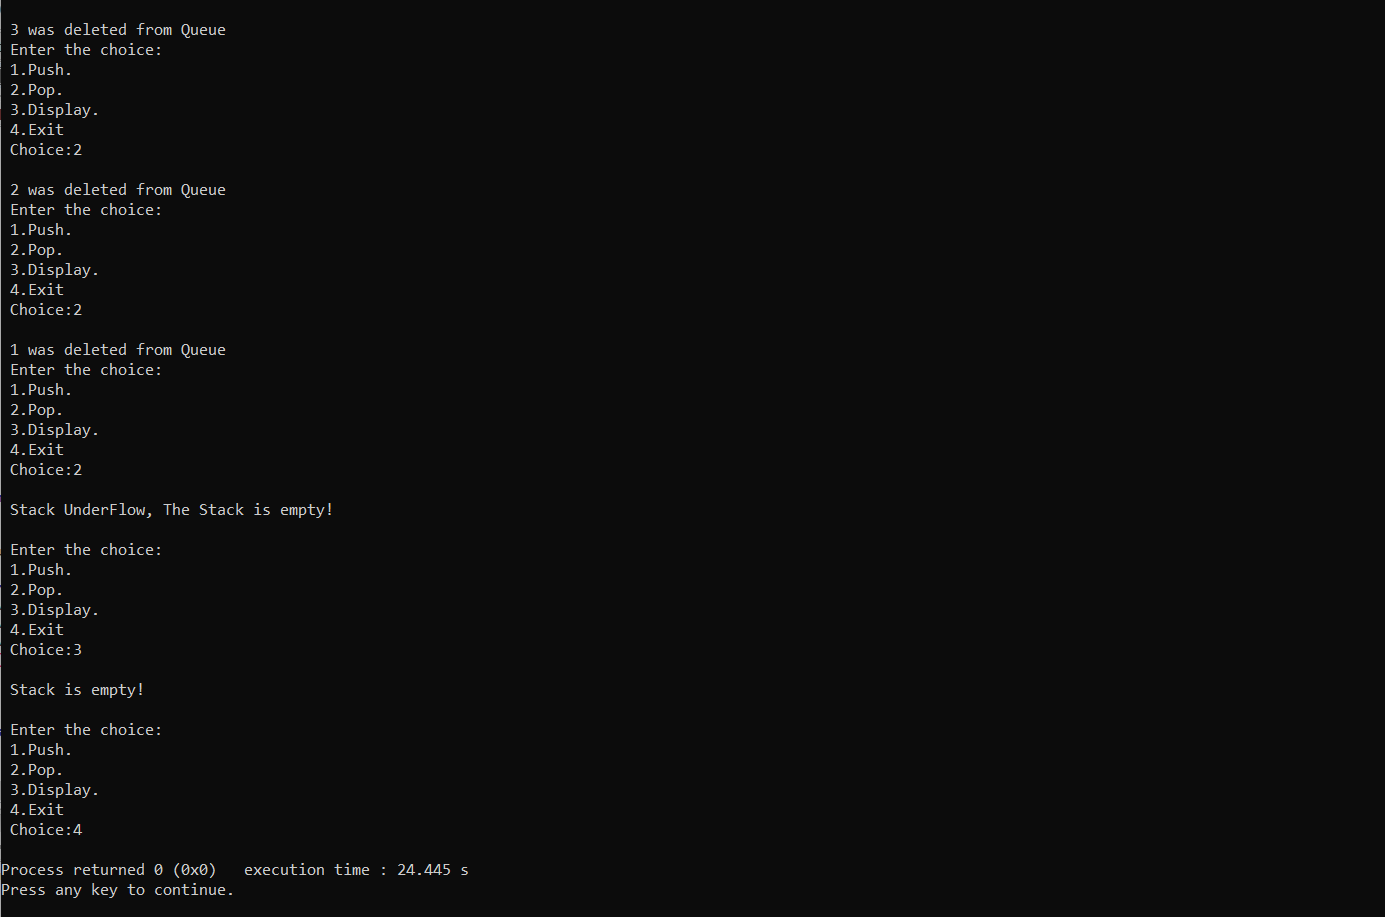 3 was deleted from Queue
Enter the choice:
1.Push.
2.Pop.
3.Display.
4.Exit
Choice:2
2 was deleted from Queue
Enter the choice:
1.Push.
2.Pop.
3.Display.
4.Exit
Choice:2
1 was deleted from Queue
Enter the choice:
1.Push.
2.Pop.
3.Display.
4.Exit
Choice:2
Stack UnderFlow, The Stack is empty!
Enter the choice:
1.Push.
2.Pop.
3.Display.
4.Exit
Choice:3
Stack is empty!
Enter the choice:
1.Push.
2.Pop.
3.Display.
4.Exit
Choice:4
Process returned 0 (0x0)   execution time : 24.445 s
Press any key to continue.